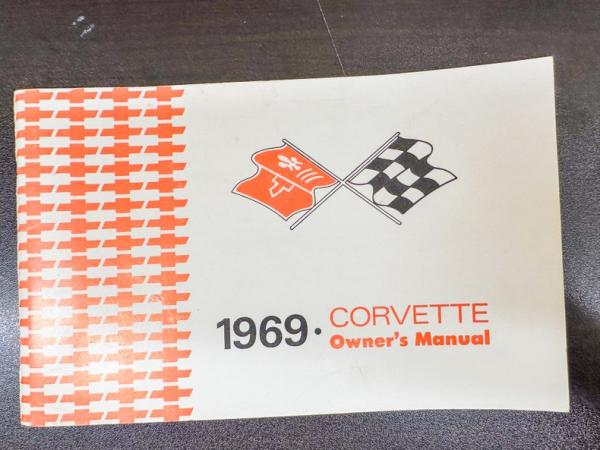 1969 • CORVETTE
Owner's Manual